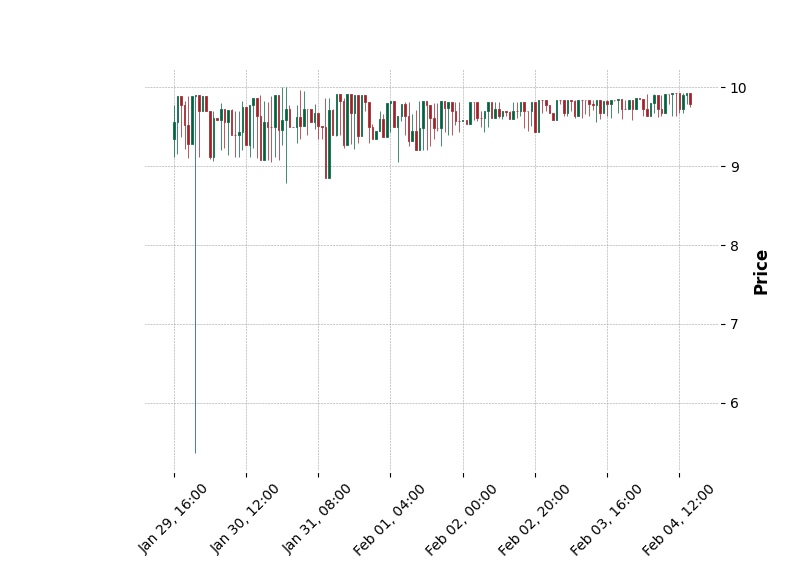 10
9
8
7
6
Price
Jan 29, 16:00
Jan 30, 12:00
Jan 31, 08:00
Feb 01, 04:00
Feb 02, 00:00
Feb 02, 20:00
Feb 03, 16:00
Feb 04, 12:00